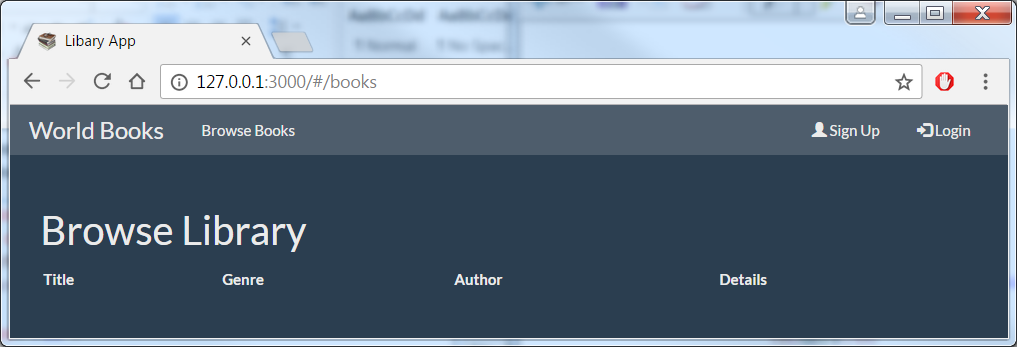 Libary App
127.0.0.1:3000/#/books
World Books Browse Books Sign Up Login
Browse Library
Title Genre Author Details